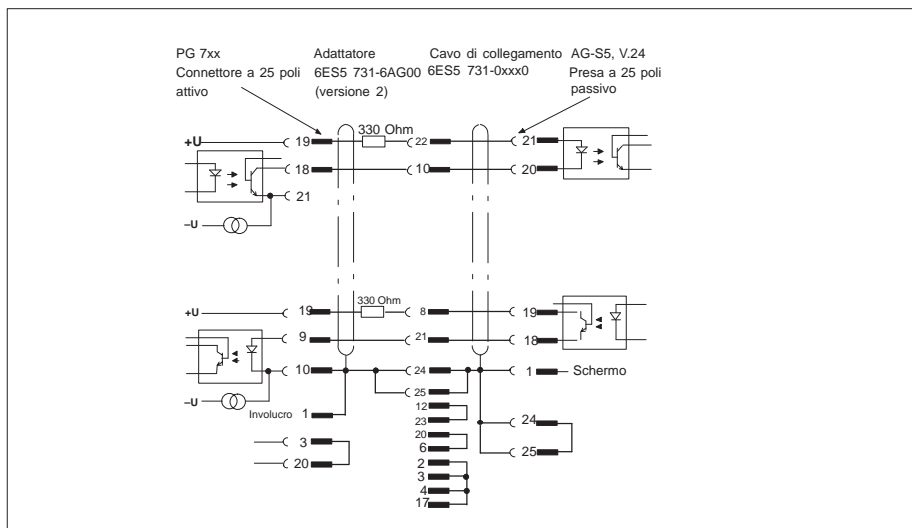 PG 7xx
Connettore a 25 poli
attivo
Adattatore
6ES5 731-6AG00
(versione 2)
Cavo di collegamento
6ES5 731-0xxx0
AG-S5, V.24
Presa a 25 poli
passivo
+U 19 330 Ohm 22 21
18 10 20
21
–U
+U 19 330 Ohm 8 19
9 21 18
10 24 1 Schermo
–U
25
Involucro 1 12
23 24
3 20
20 6 25
2
3
4
17